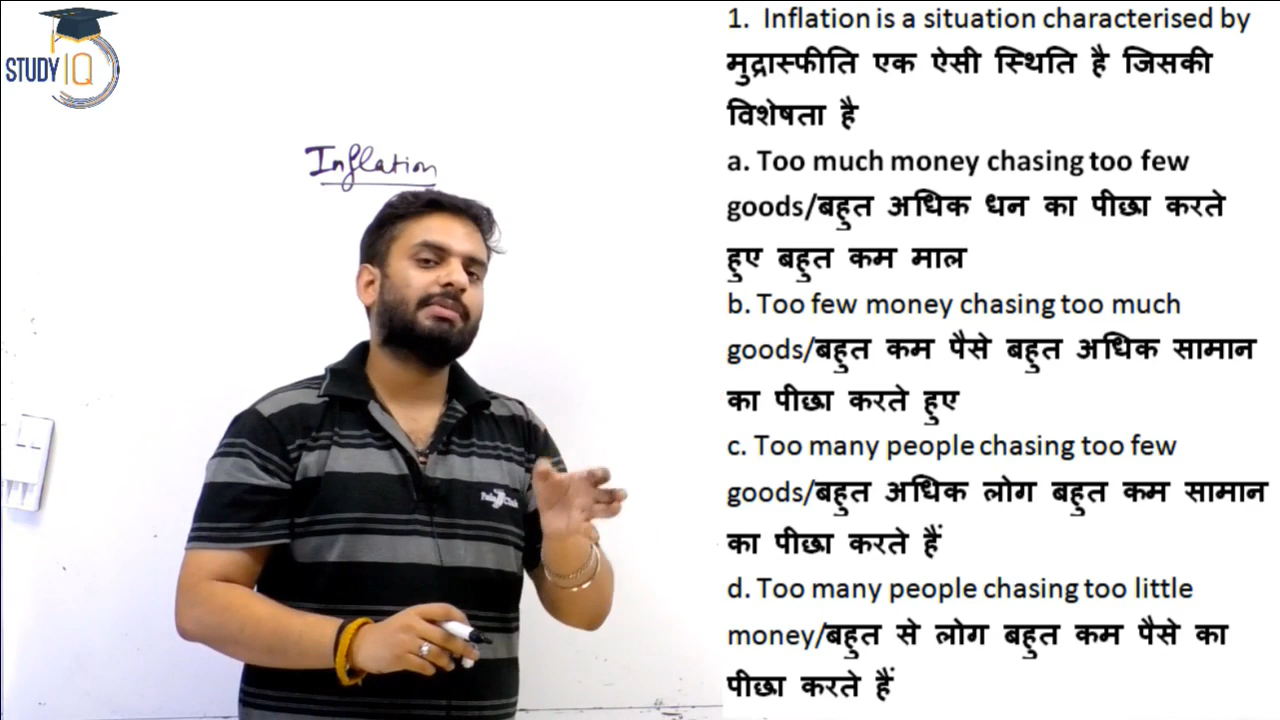 STUDY IQ
Inflation
1. Inflation is a situation characterised by
मुद्रास्फीति एक ऐसी स्थिति है जिसकी
विशेषता है
a. Too much money chasing too few
goods/बहुत अधिक धन का पीछा करते
हुए बहुत कम माल
b. Too few money chasing too much
goods/बहुत कम पैसे बहुत अधिक सामान
का पीछा करते हुए
c. Too many people chasing too few
goods/बहुत अधिक लोग बहुत कम सामान
का पीछा करते हैं
d. Too many people chasing too little
money/बहुत से लोग बहुत कम पैसे का
पीछा करते हैं